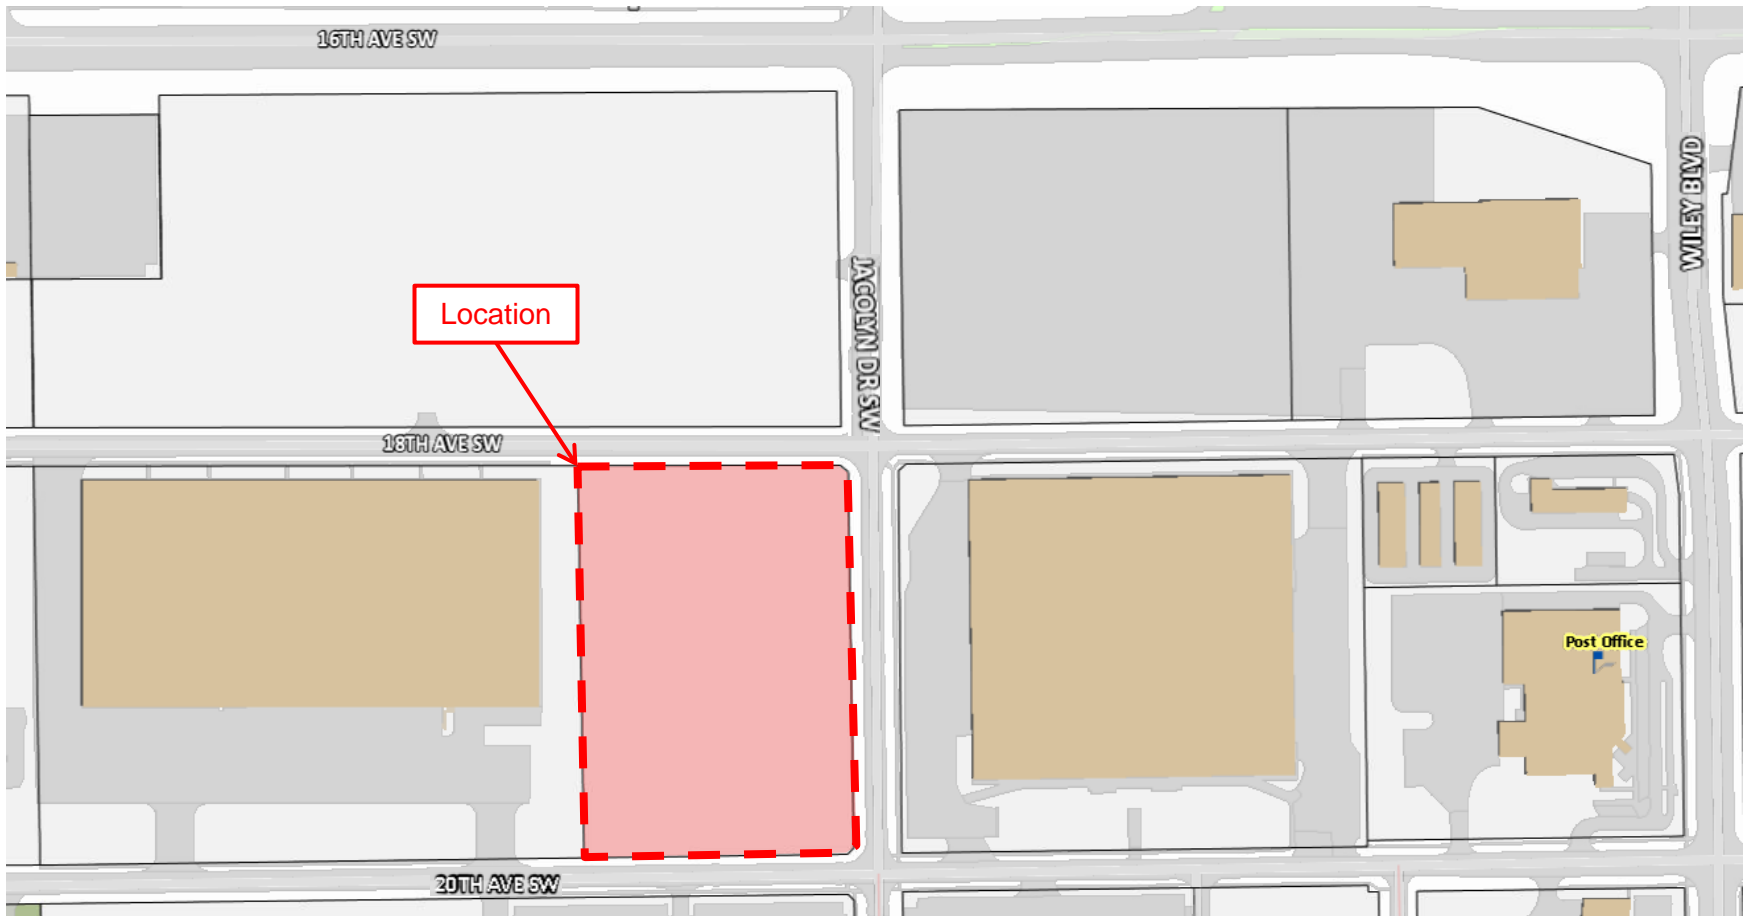 16TH AVE SW
WILEY BLVD
JACOLYN DR SW
Location
18TH AVE SW
Post Office
20TH AVE SW